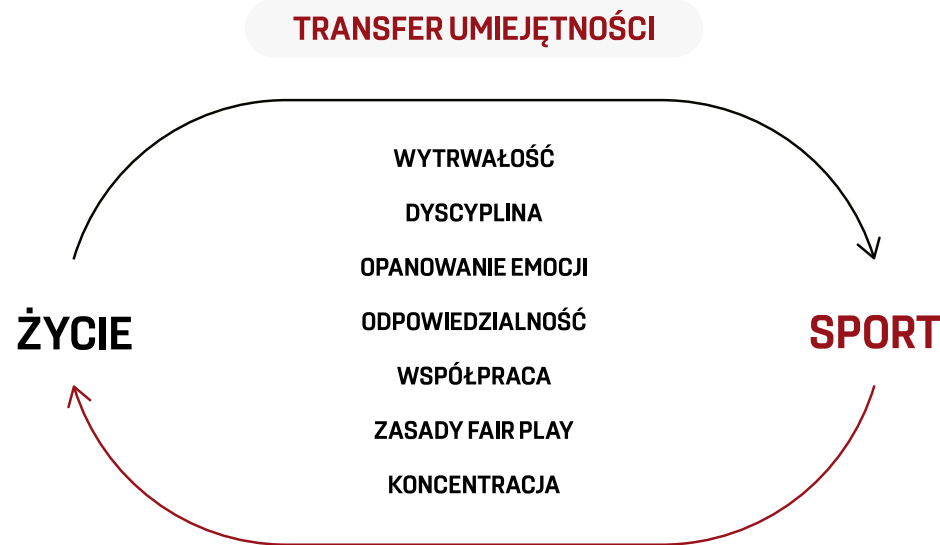 TRANSFER UMIEJĘTNOŚCI
WYTRWAŁOŚĆ
DYSCYPLINA
OPANOWANIE EMOCJI
ODPOWIEDZIALNOŚĆ
ŻYCIE
SPORT
WSPÓŁPRACA
ZASADY FAIR PLAY
KONCENTRACJA